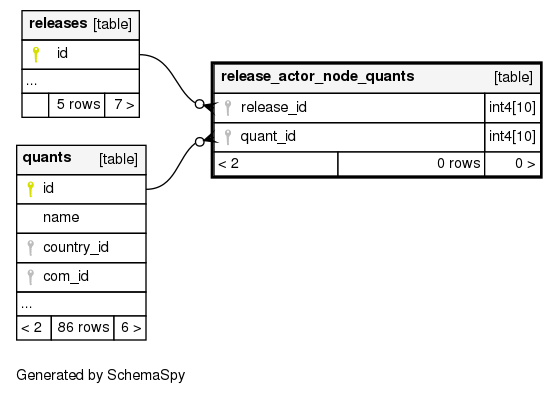 releases [table]
id
...
5 rows 7 >
release_actor_node_quants [table]
release_id int4[10]
quant_id int4[10]
< 2 0 rows 0 >
quants [table]
id
name
country_id
com_id
...
< 2 86 rows 6 >
Generated by SchemaSpy